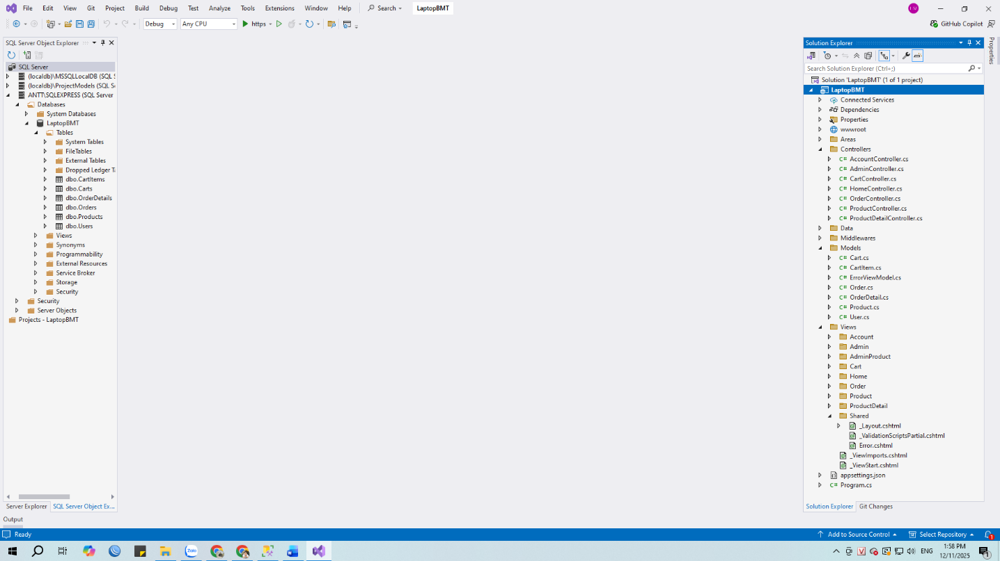 File Edit View Git Project Build Debug Test Analyze Tools Extensions Window Help Search LaptopBMT
Debug Any CPU https GitHub Copilot
SQL Server Object Explorer
SQL Server
(localdb)\MSSQLLocalDB (SQL S
(localdb)\ProjectModels (SQL Se
ANTT\SQLEXPRESS (SQL Server
Databases
System Databases
LaptopBMT
Tables
System Tables
FileTables
External Tables
Dropped Ledger Ta
dbo.CartItems
dbo.Carts
dbo.OrderDetails
dbo.Orders
dbo.Products
dbo.Users
Views
Synonyms
Programmability
External Resources
Service Broker
Storage
Security
Security
Server Objects
Projects - LaptopBMT
Server Explorer SQL Server Object Ex...
Output
Solution Explorer
Search Solution Explorer (Ctrl+;)
Solution 'LaptopBMT' (1 of 1 project)
LaptopBMT
Connected Services
Dependencies
Properties
wwwroot
Areas
Controllers
C# AccountController.cs
C# AdminController.cs
C# CartController.cs
C# HomeController.cs
C# OrderController.cs
C# ProductController.cs
C# ProductDetailController.cs
Data
Middlewares
Models
C# Cart.cs
C# CartItem.cs
C# ErrorViewModel.cs
C# Order.cs
C# OrderDetail.cs
C# Product.cs
C# User.cs
Views
Account
Admin
AdminProduct
Cart
Home
Order
Product
ProductDetail
Shared
_Layout.cshtml
_ValidationScriptsPartial.cshtml
Error.cshtml
_ViewImports.cshtml
_ViewStart.cshtml
appsettings.json
C# Program.cs
Solution Explorer Git Changes
Properties
Ready Add to Source Control Select Repository 1
Zalo ENG 1:58 PM
12/11/2025 1